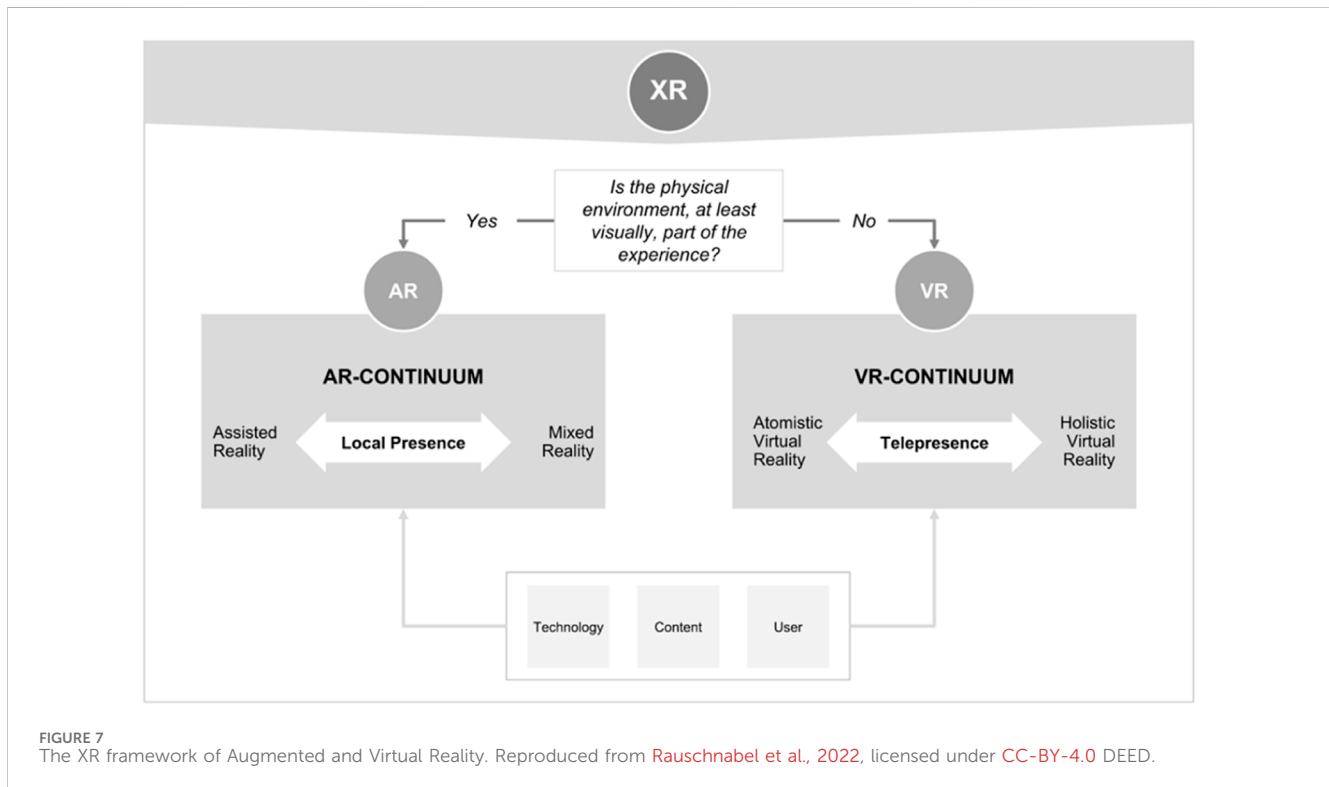 XR
Is the physical
environment, at least
visually, part of the
experience?
Yes
No
AR
VR
AR-CONTINUUM
Assisted
Reality
Local Presence
Mixed
Reality
VR-CONTINUUM
Atomistic
Virtual
Reality
Telepresence
Holistic
Virtual
Reality
Technology
Content
User
FIGURE 7
The XR framework of Augmented and Virtual Reality. Reproduced from Rauschnabel et al., 2022, licensed under CC-BY-4.0 DEED.